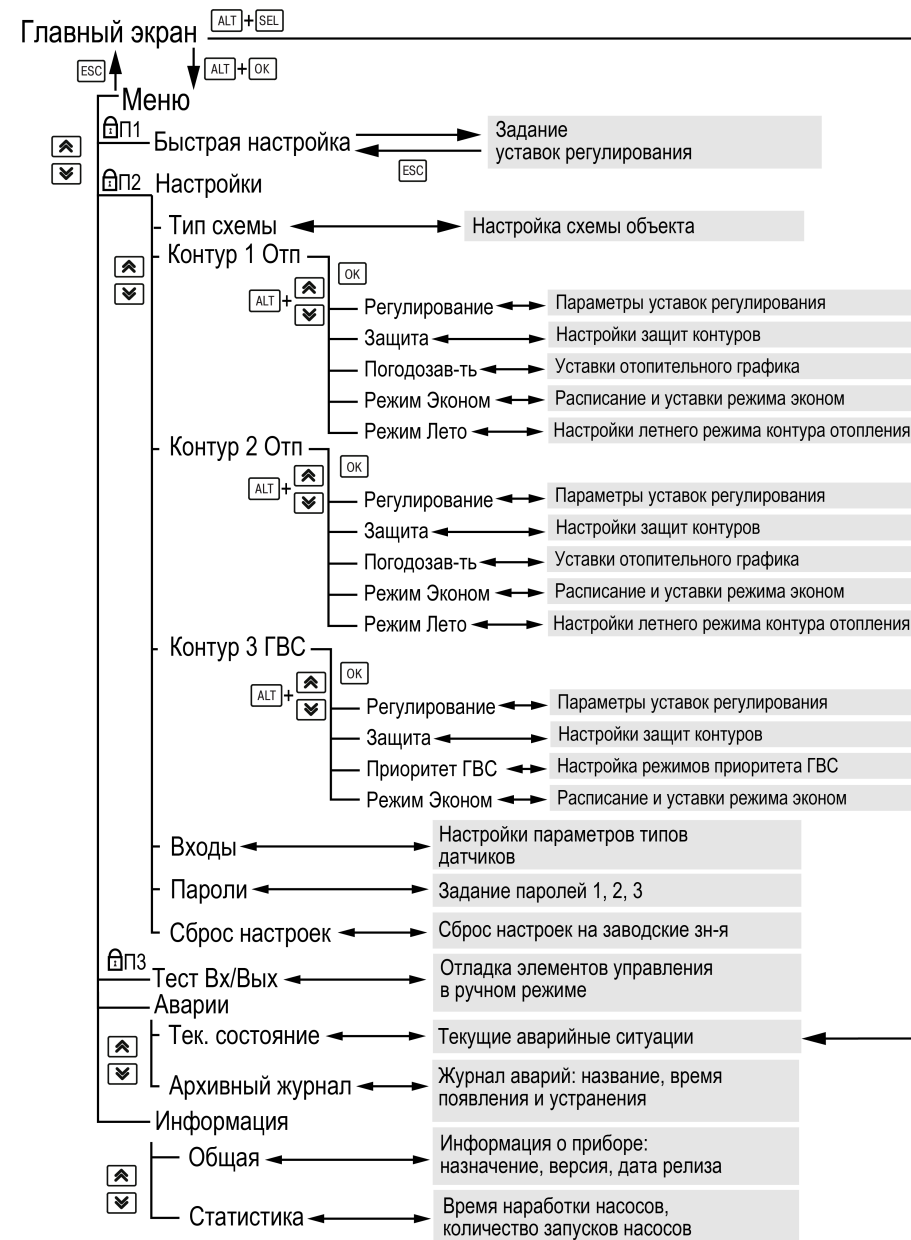 Главный экран ALT+SEL
ESC ALT+OK
Меню
П1
Быстрая настройка
Задание
уставок регулирования
ESC
П2 Настройки
Тип схемы Настройка схемы объекта
Контур 1 Отп
OK
ALT+
Регулирование Параметры уставок регулирования
Защита Настройки защит контуров
Погодозав-ть Уставки отопительного графика
Режим Эконом Расписание и уставки режима эконом
Режим Лето Настройки летнего режима контура отопления
Контур 2 Отп
OK
ALT+
Регулирование Параметры уставок регулирования
Защита Настройки защит контуров
Погодозав-ть Уставки отопительного графика
Режим Эконом Расписание и уставки режима эконом
Режим Лето Настройки летнего режима контура отопления
Контур 3 ГВС
OK
ALT+
Регулирование Параметры уставок регулирования
Защита Настройки защит контуров
Приоритет ГВС Настройка режимов приоритета ГВС
Режим Эконом Расписание и уставки режима эконом
Входы Настройки параметров типов
датчиков
Пароли Задание паролей 1, 2, 3
Сброс настроек Сброс настроек на заводские зн-я
П3
Тест Вх/Вых Отладка элементов управления
в ручном режиме
Аварии
Тек. состояние Текущие аварийные ситуации
Архивный журнал Журнал аварий: название, время
появления и устранения
Информация
Общая Информация о приборе:
назначение, версия, дата релиза
Статистика Время наработки насосов,
количество запусков насосов